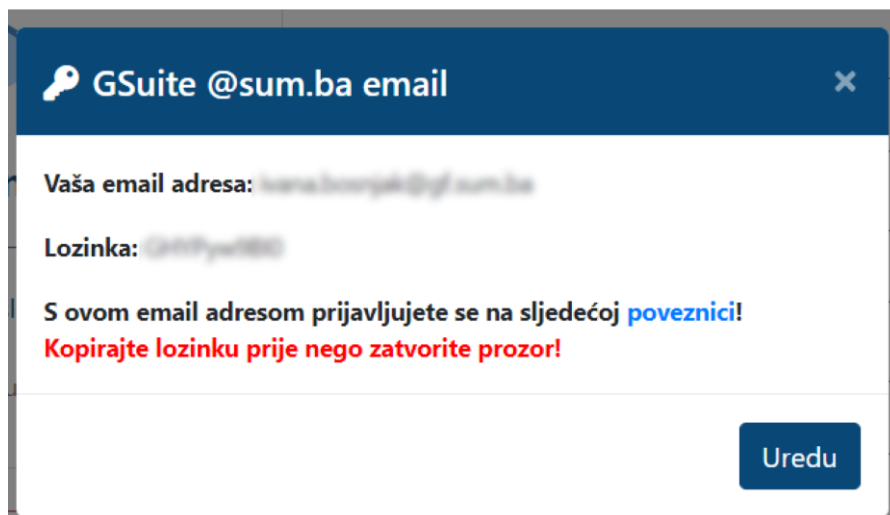 GSuite @sum.ba email
Vaša email adresa:
Lozinka:
S ovom email adresom prijavljujete se na sljedećoj poveznici!
Kopirajte lozinku prije nego zatvorite prozor!
Uredu